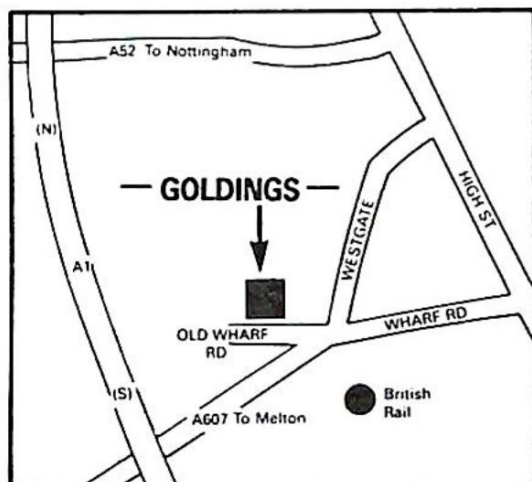 A52 To Nottingham
(N)
— GOLDINGS —
HIGH ST
WESTGATE
A1
OLD WHARF
RD
WHARF RD
(S)
British
Rail
A607 To Melton